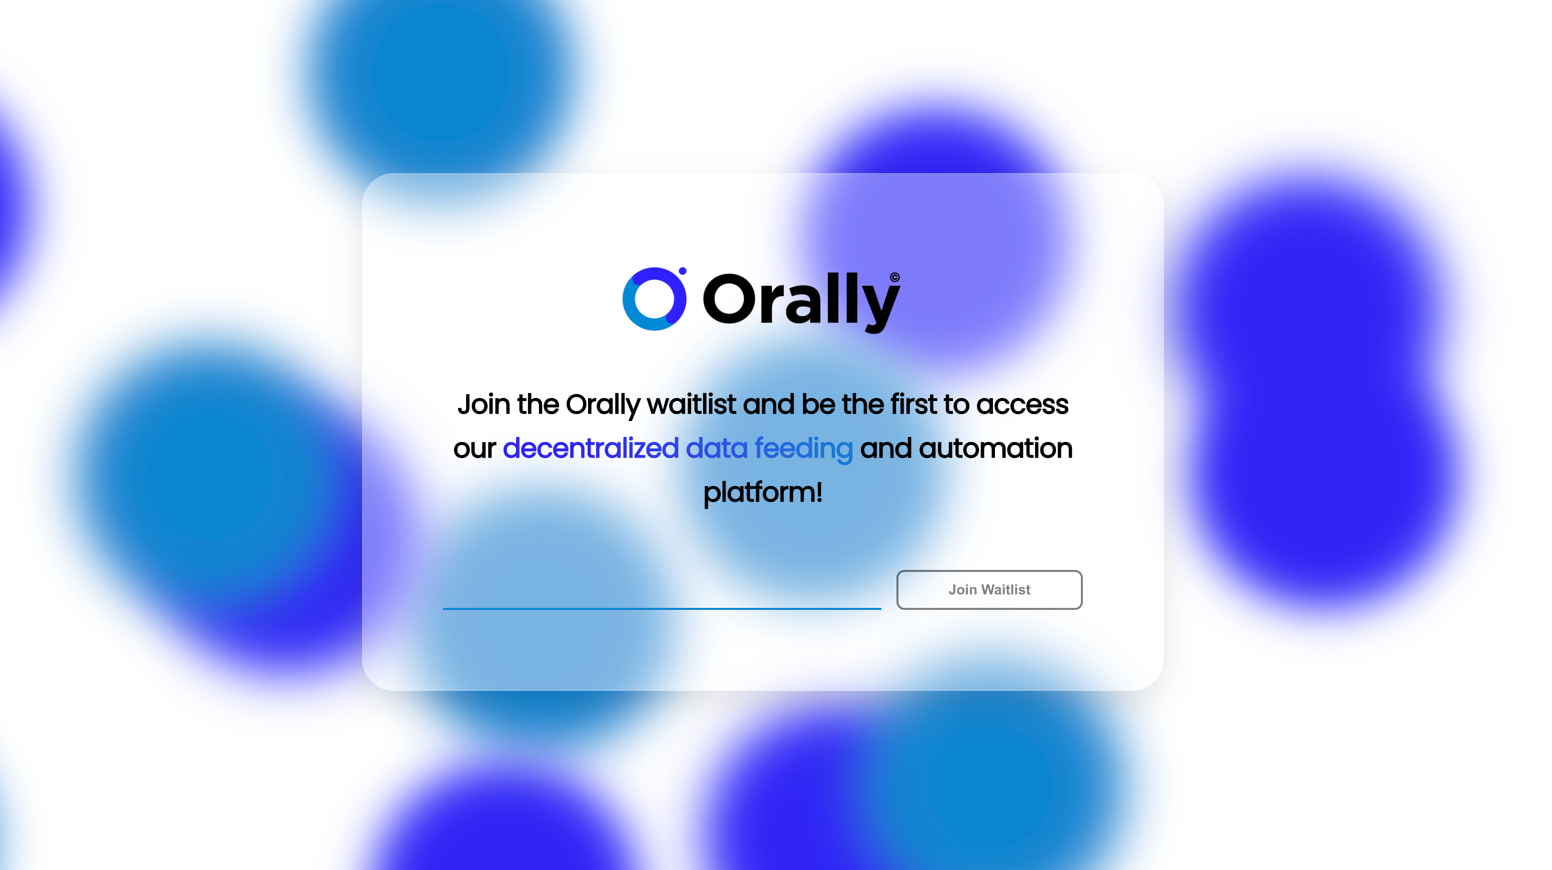 Orally©
Join the Orally waitlist and be the first to access
our decentralized data feeding and automation
platform!
Join Waitlist